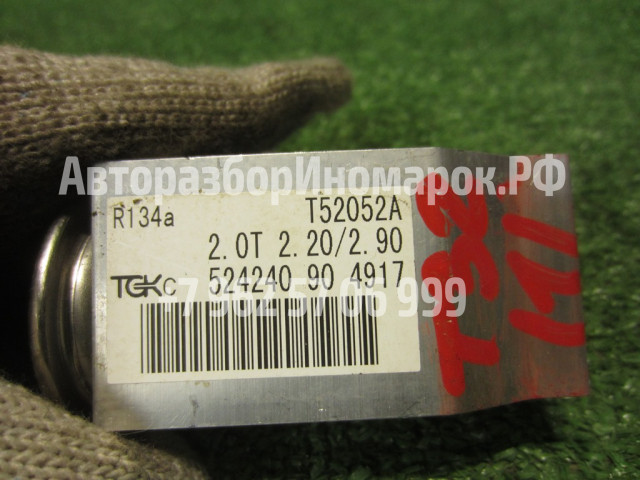 АвторазборИномарок.РФ
R134a T52052A
2.0T 2.20/2.90
TGKC 524240 90 4917
+7 962 57 06 999
T32